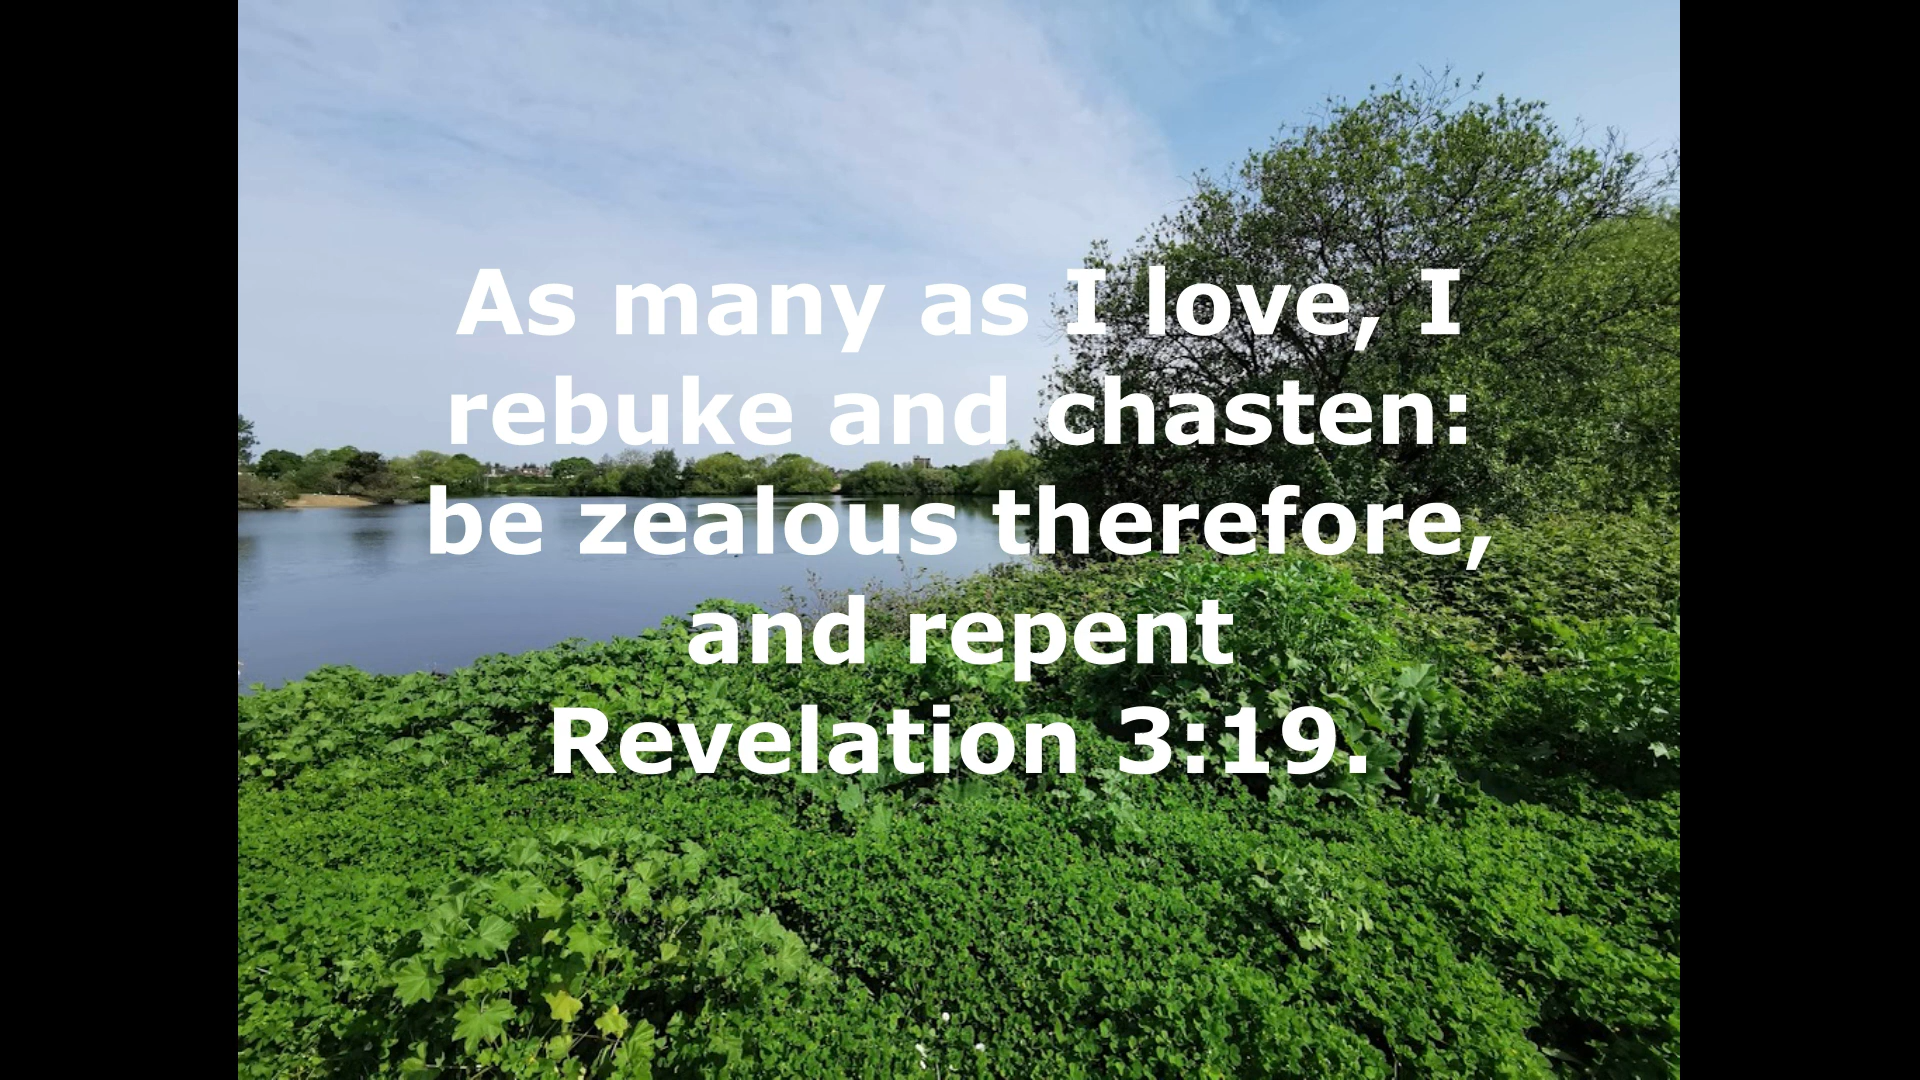 As many as I love, I
rebuke and chasten:
be zealous therefore,
and repent
Revelation 3:19.